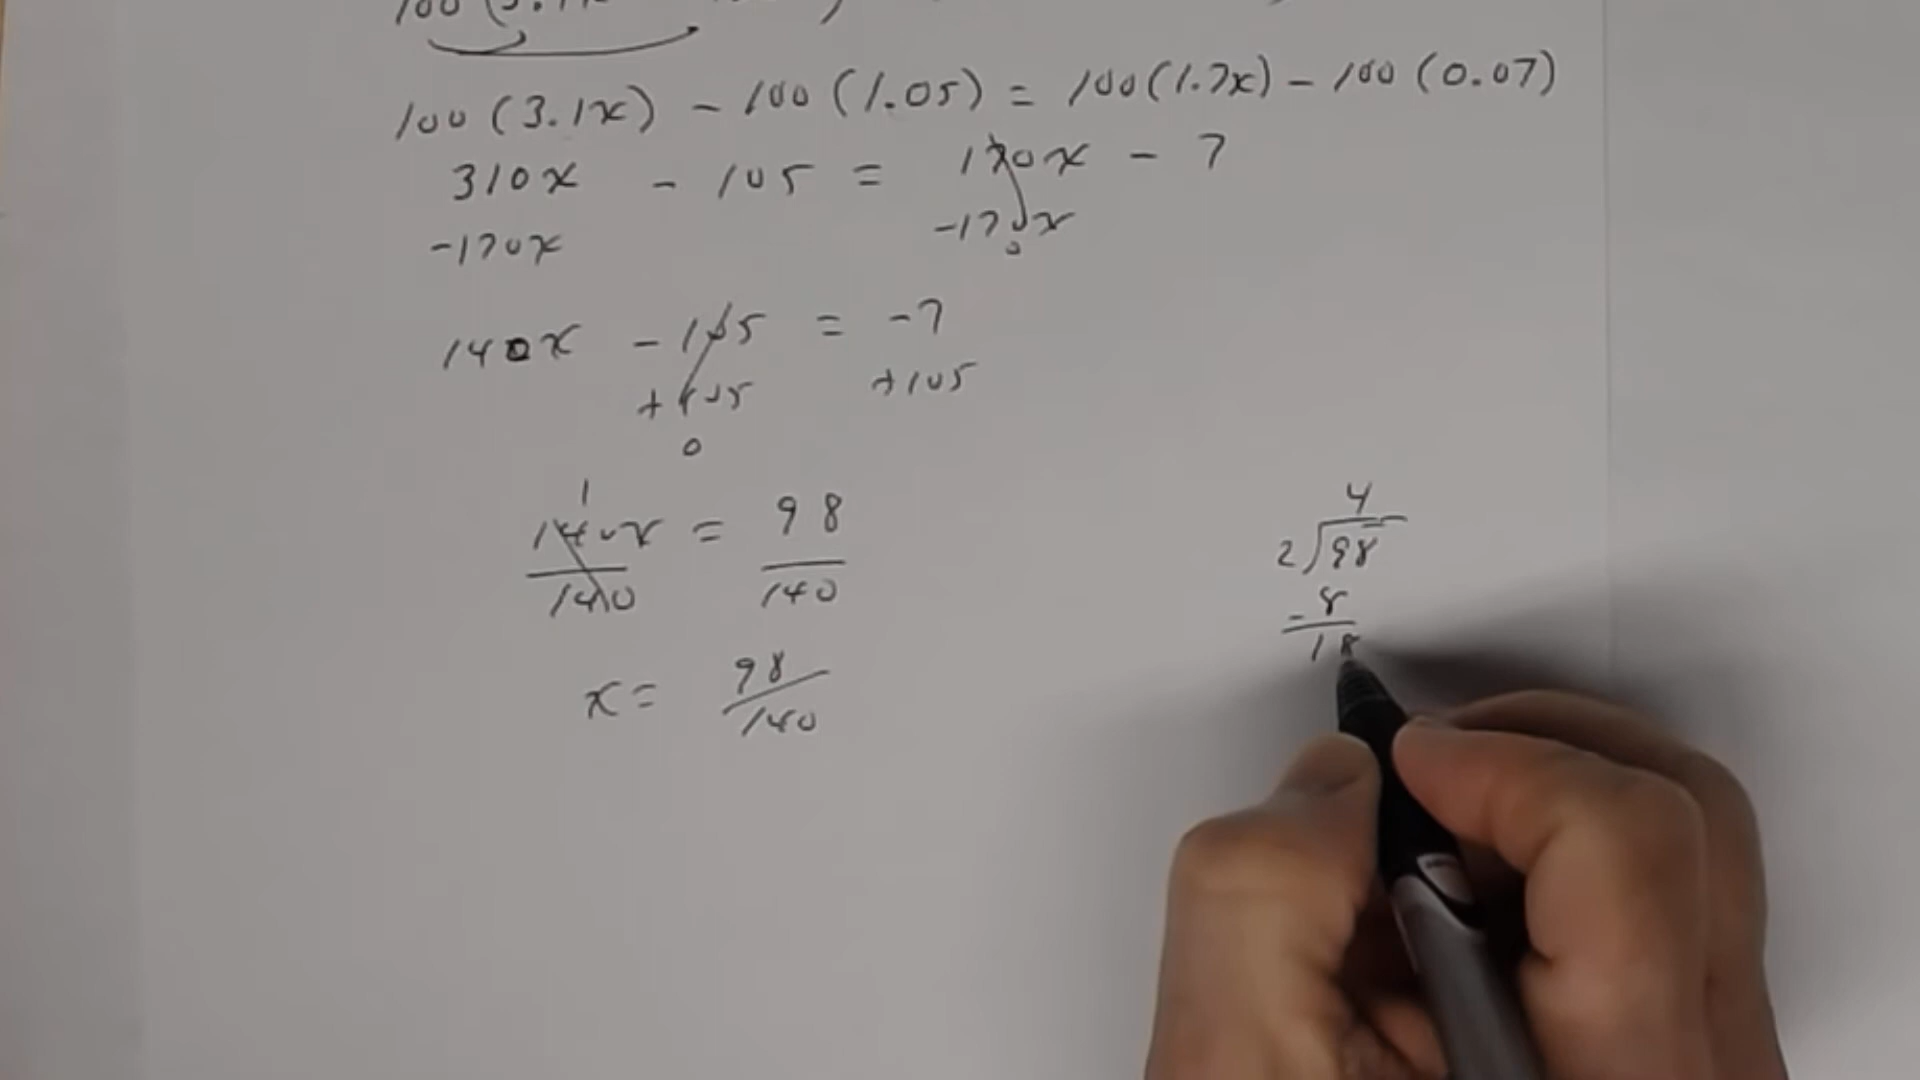 100(3.1x) - 100(1.05) = 100(1.7x) - 100(0.07)
310x - 105 = 170x - 7
-170x -170x
0
140x - 105 = -7
+105 +105
0
1
140x = 98
140 140
x = 98/140
4
2)98
-8
18